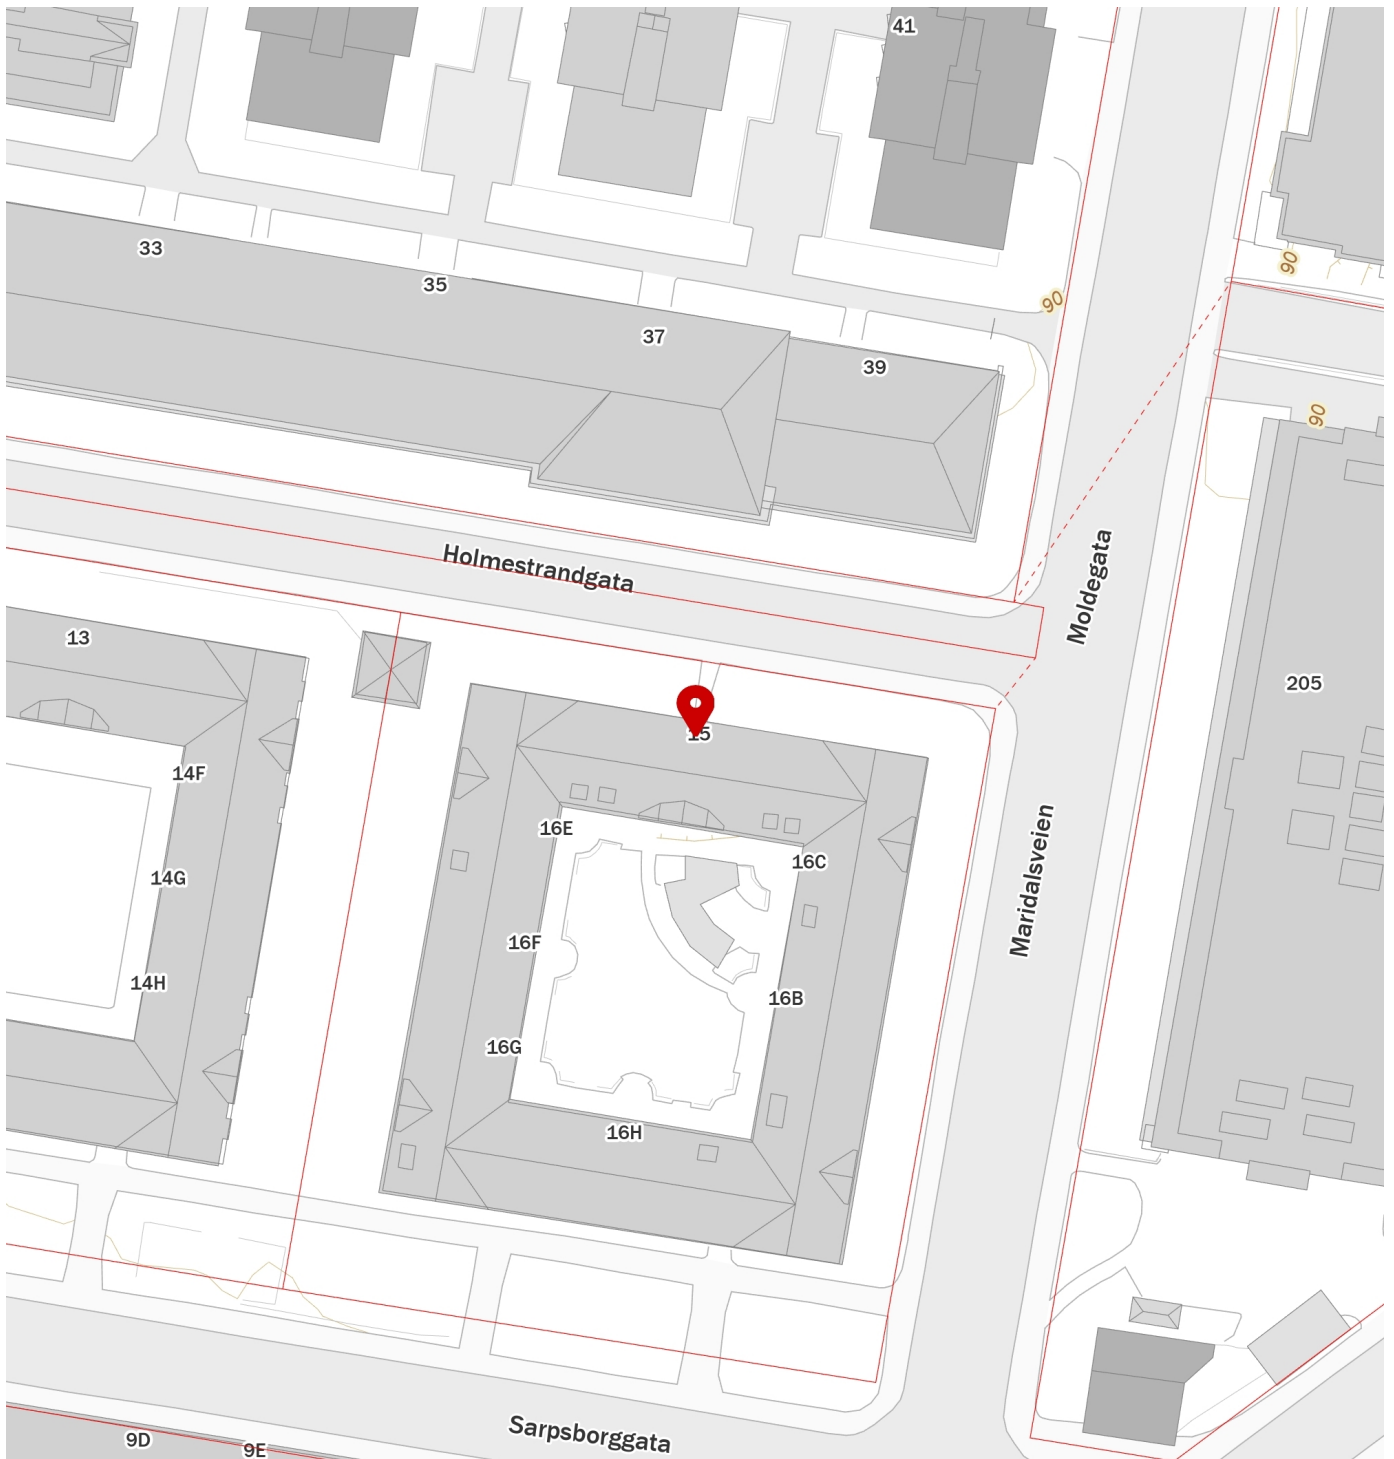 41
33
90
35
90
37
39
90
Holmestrandgata
Moldegata
13
205
15
14F
16E
16C
Maridalsveien
14G
16F
14H
16B
16G
16H
Sarpsborggata
9D
9E